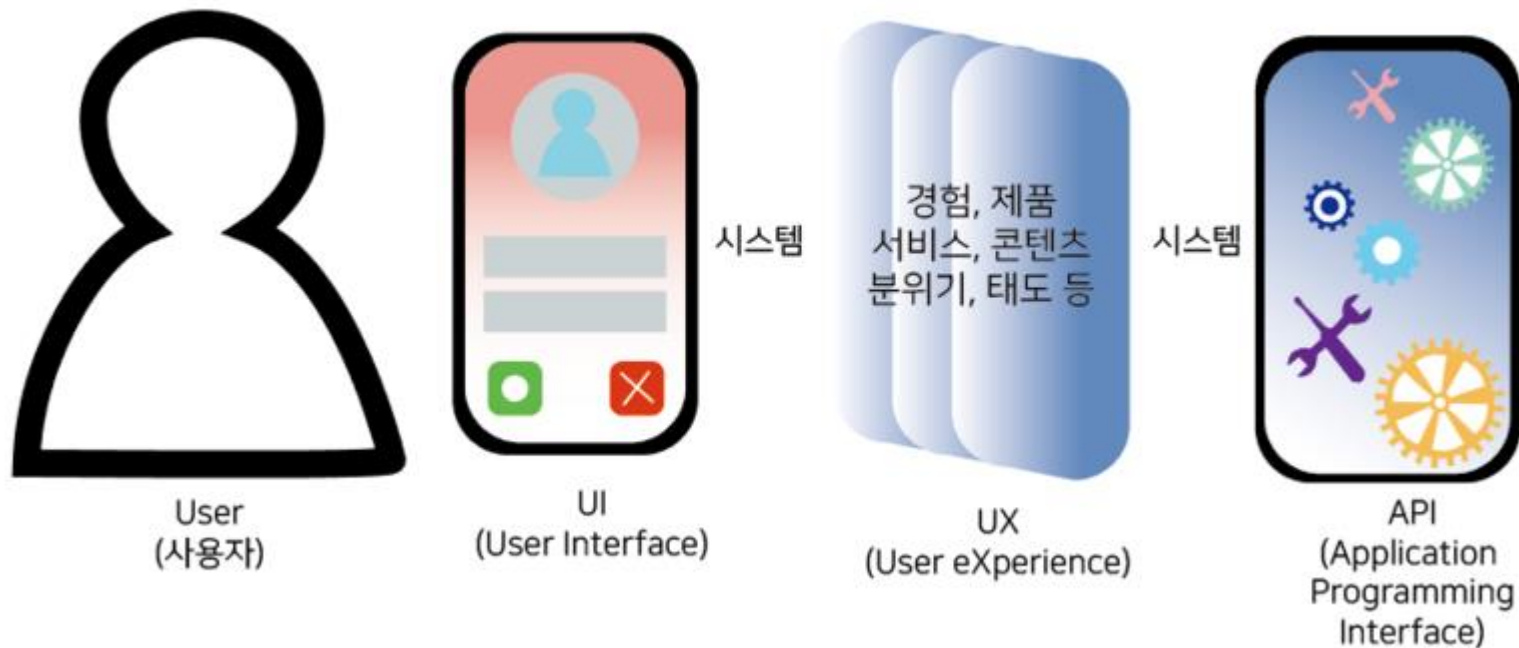 시스템
경험, 제품
서비스, 콘텐츠
분위기, 태도 등
시스템
User
(사용자)
UI
(User Interface)
UX
(User eXperience)
API
(Application
Programming
Interface)